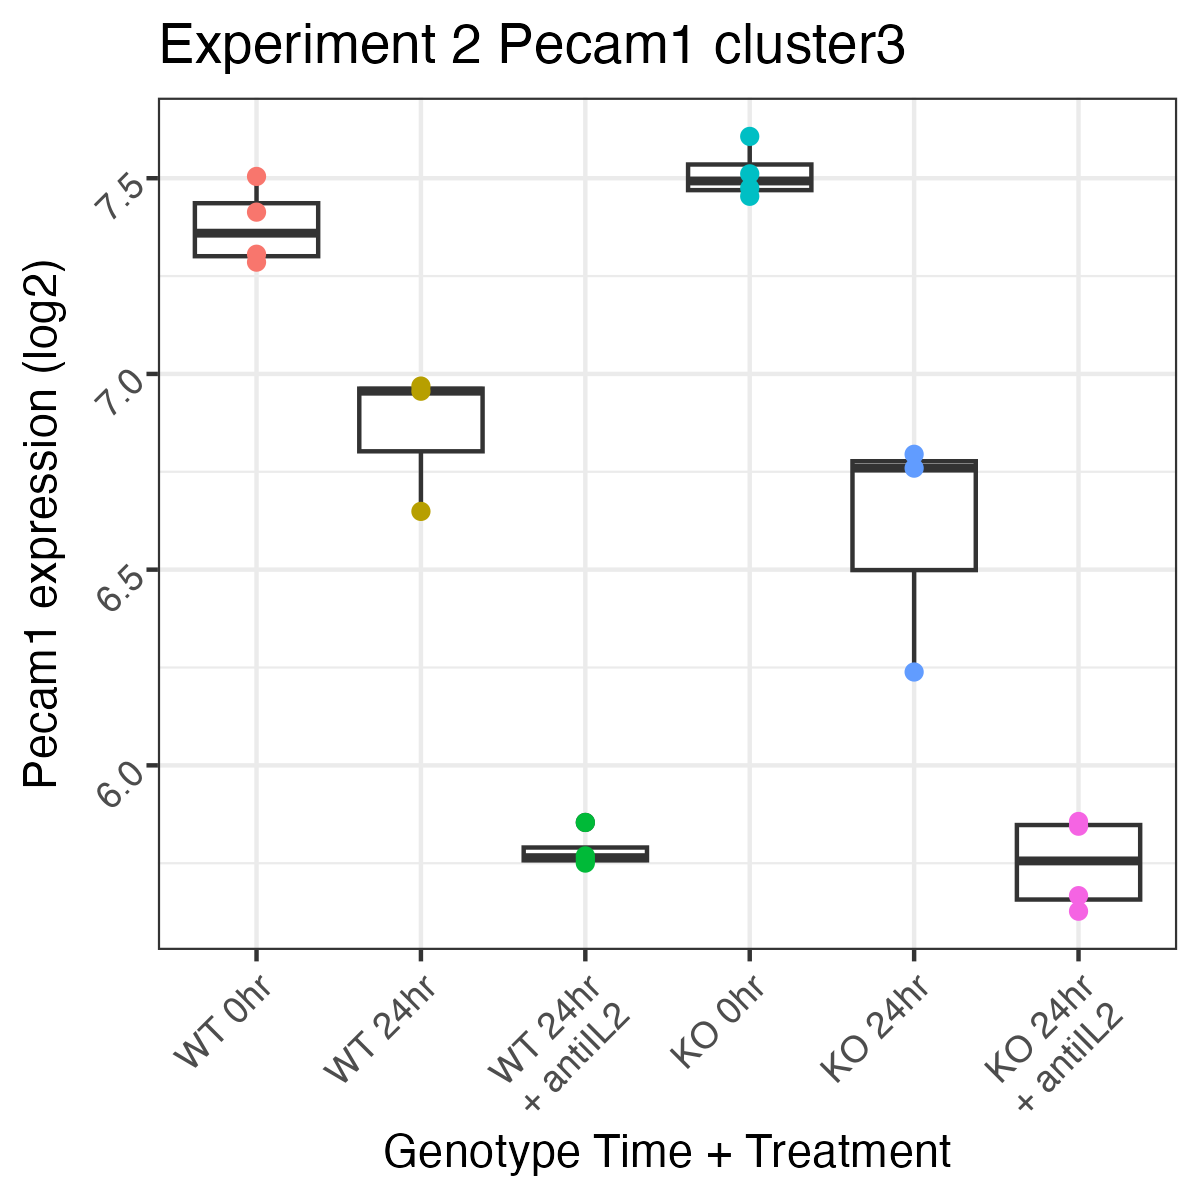 Experiment 2 Pecam1 cluster3
Pecam1 expression (log2)
7.5
7.0
6.5
6.0
WT 0hr
WT 24hr
WT 24hr
+ antiIL2
KO 0hr
KO 24hr
KO 24hr
+ antiIL2
Genotype Time + Treatment